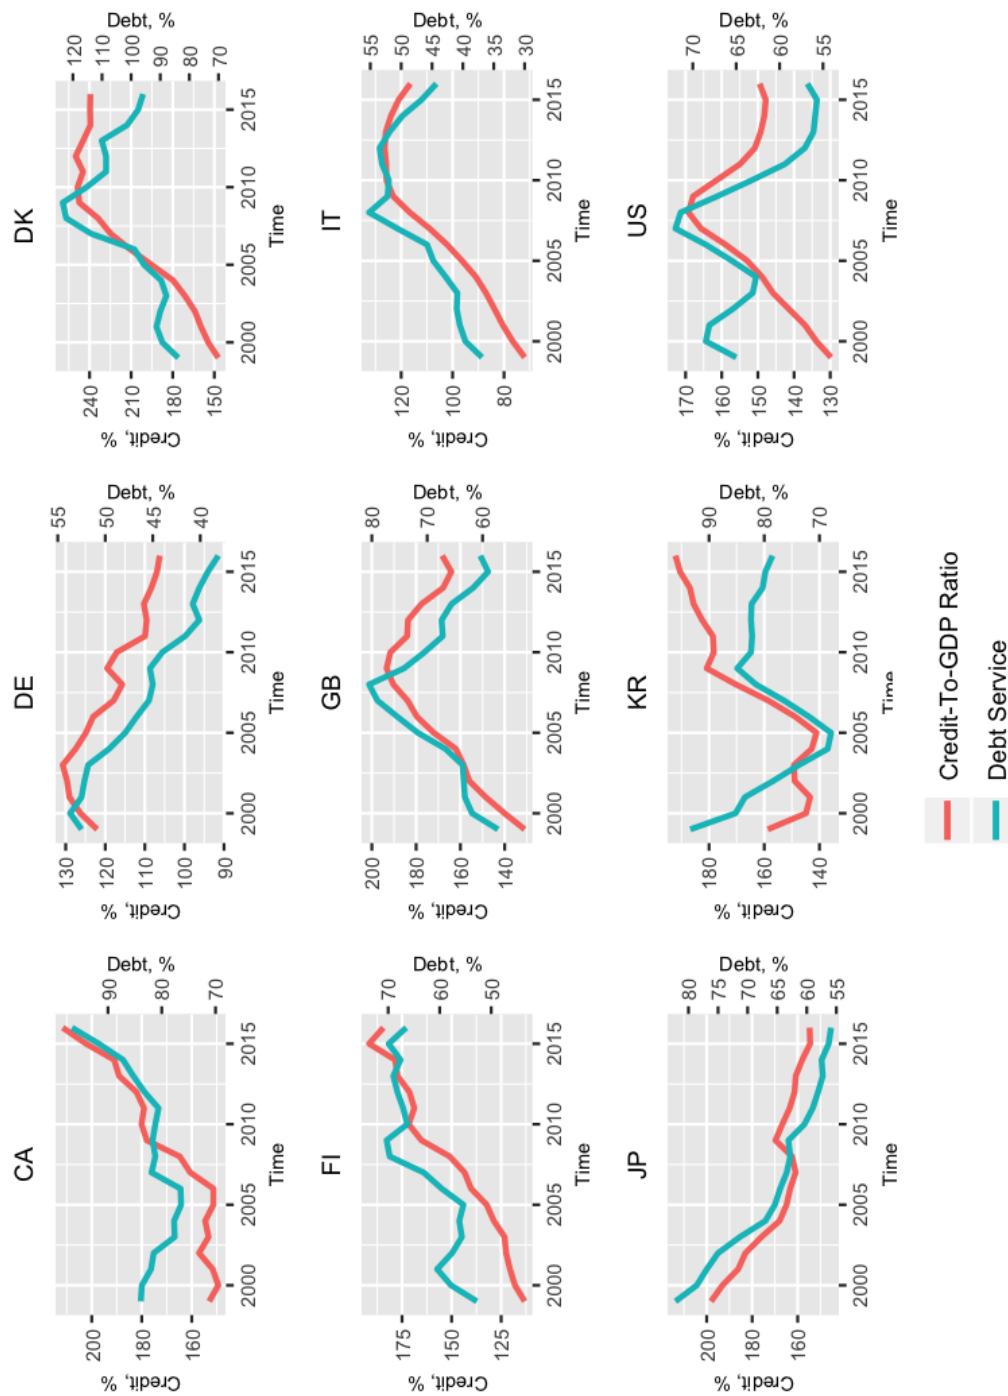 CA
Credit, %
200
180
160
Debt, %
90
80
70
2000
2005
2010
2015
Time
DE
Credit, %
130
120
110
100
90
Debt, %
55
50
45
40
2000
2005
2010
2015
Time
DK
Credit, %
240
210
180
150
Debt, %
120
110
100
90
80
70
2000
2005
2010
2015
Time
FI
Credit, %
175
150
125
Debt, %
70
60
50
2000
2005
2010
2015
Time
GB
Credit, %
200
180
160
140
Debt, %
80
70
60
2000
2005
2010
2015
Time
IT
Credit, %
120
100
80
Debt, %
55
50
45
40
35
30
2000
2005
2010
2015
Time
JP
Credit, %
200
180
160
Debt, %
80
75
70
65
60
55
2000
2005
2010
2015
Time
KR
Credit, %
180
160
140
Debt, %
90
80
70
2000
2005
2010
2015
Time
US
Credit, %
170
160
150
140
130
Debt, %
70
65
60
55
2000
2005
2010
2015
Time
Credit-To-GDP Ratio
Debt Service